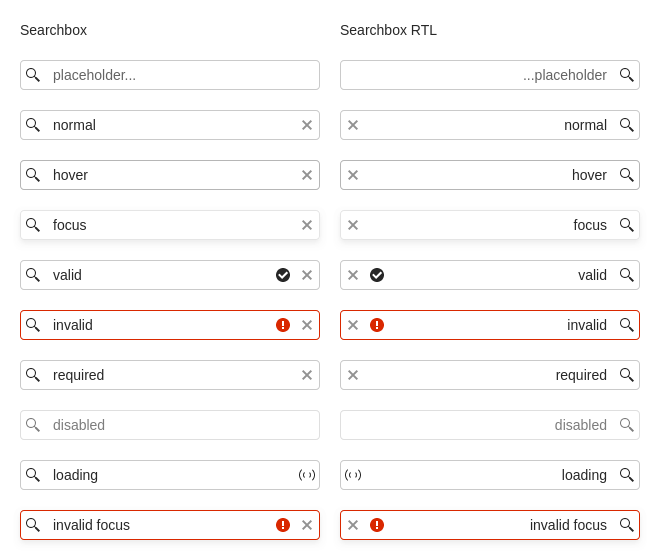 Searchbox
placeholder...
normal
hover
focus
valid
invalid
required
disabled
loading
invalid focus
Searchbox RTL
...placeholder
normal
hover
focus
valid
invalid
required
disabled
loading
invalid focus